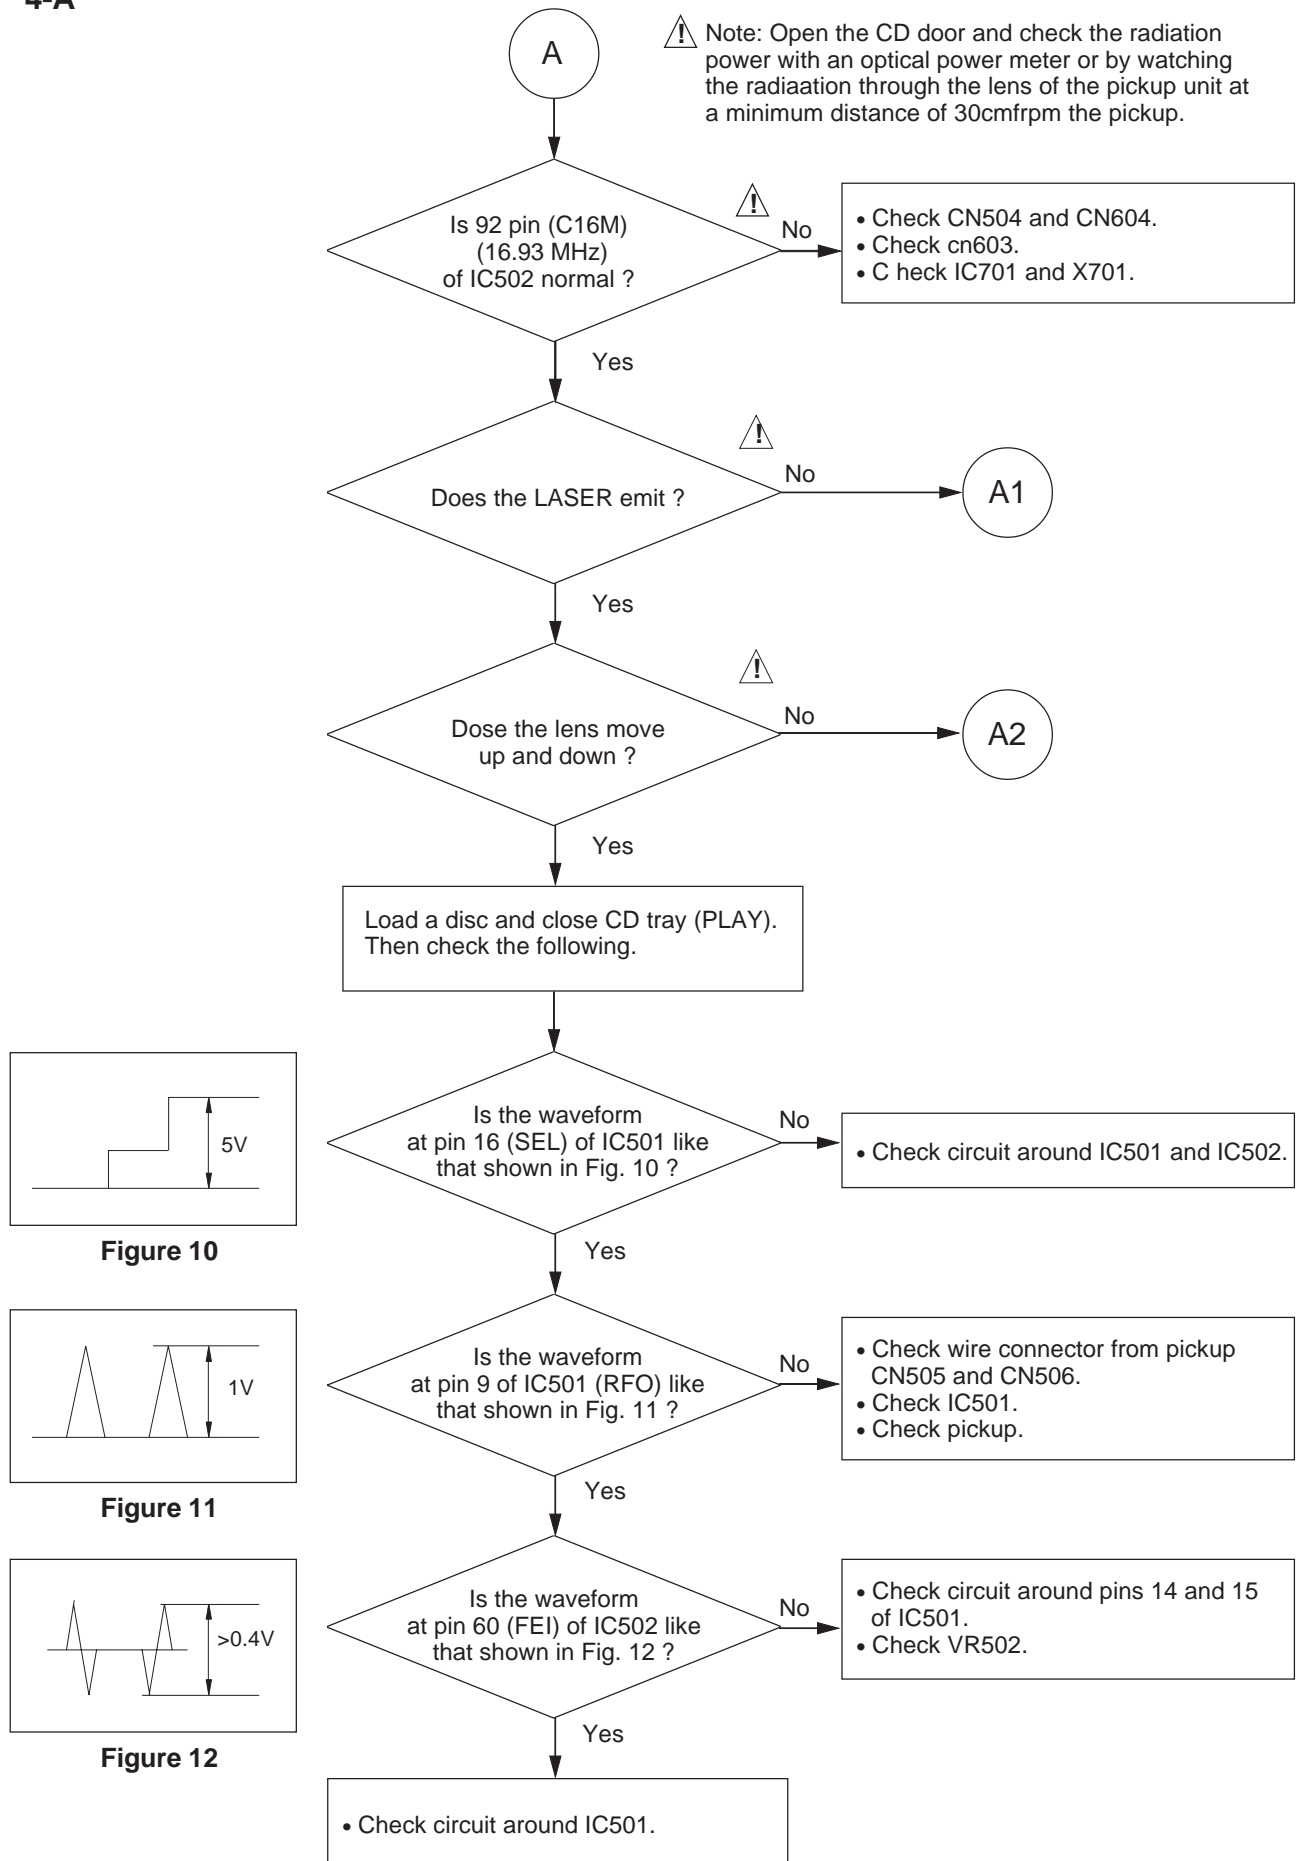 4-A
A
Note: Open the CD door and check the radiation
power with an optical power meter or by watching
the radiaation through the lens of the pickup unit at
a minimum distance of 30cmfrpm the pickup.
Is 92 pin (C16M)
(16.93 MHz)
of IC502 normal ?
No
• Check CN504 and CN604.
• Check cn603.
• C heck IC701 and X701.
Yes
Does the LASER emit ?
No
A1
Yes
Dose the lens move
up and down ?
No
A2
Yes
Load a disc and close CD tray (PLAY).
Then check the following.
5V
Figure 10
Is the waveform
at pin 16 (SEL) of IC501 like
that shown in Fig. 10 ?
No
• Check circuit around IC501 and IC502.
Yes
1V
Figure 11
Is the waveform
at pin 9 of IC501 (RFO) like
that shown in Fig. 11 ?
No
• Check wire connector from pickup
CN505 and CN506.
• Check IC501.
• Check pickup.
Yes
>0.4V
Figure 12
Is the waveform
at pin 60 (FEI) of IC502 like
that shown in Fig. 12 ?
No
• Check circuit around pins 14 and 15
of IC501.
• Check VR502.
Yes
• Check circuit around IC501.